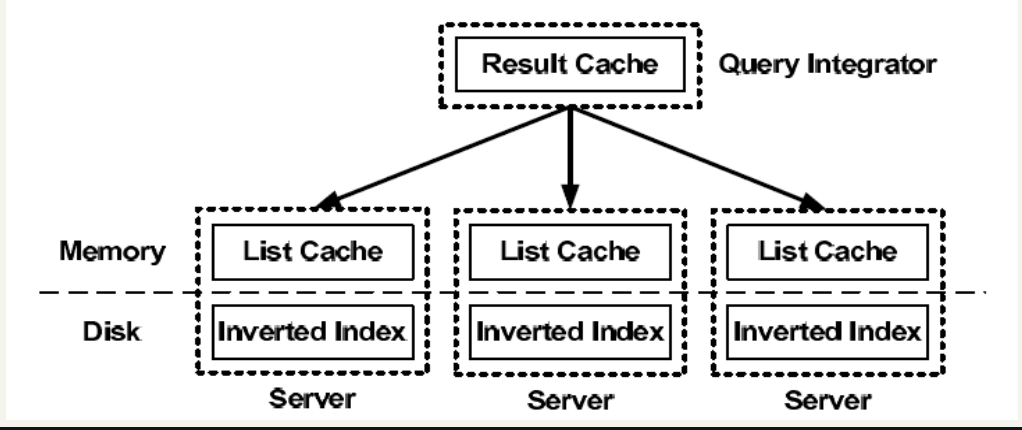 Result Cache
Query Integrator
Memory
List Cache
List Cache
List Cache
Disk
Inverted Index
Inverted Index
Inverted Index
Server
Server
Server